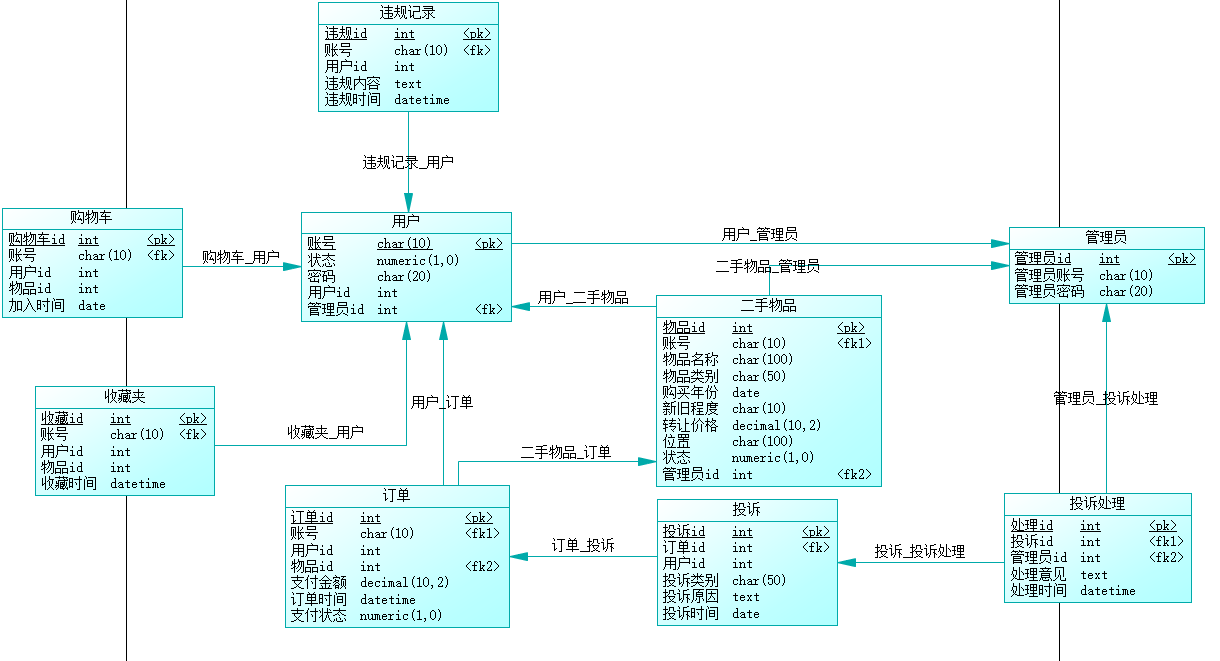 违规记录
违规id int <pk>
账号 char(10) <fk>
用户id int
违规内容 text
违规时间 datetime
违规记录_用户
购物车
购物车id int <pk>
账号 char(10) <fk>
用户id int
物品id int
加入时间 date
购物车_用户
用户
账号 char(10) <pk>
状态 numeric(1,0)
密码 char(20)
用户id int
管理员id int <fk>
用户_管理员
二手物品_管理员
用户_二手物品
管理员
管理员id int <pk>
管理员账号 char(10)
管理员密码 char(20)
二手物品
物品id int <pk>
账号 char(10) <fk1>
物品名称 char(100)
物品类别 char(50)
购买年份 date
新旧程度 char(10)
转让价格 decimal(10,2)
位置 char(100)
状态 numeric(1,0)
管理员id int <fk2>
收藏夹
收藏id int <pk>
账号 char(10) <fk>
用户id int
物品id int
收藏时间 datetime
收藏夹_用户
用户_订单
二手物品_订单
管理员_投诉处理
订单
订单id int <pk>
账号 char(10) <fk1>
用户id int
物品id int <fk2>
支付金额 decimal(10,2)
订单时间 datetime
支付状态 numeric(1,0)
订单_投诉
投诉
投诉id int <pk>
订单id int <fk>
用户id int
投诉类别 char(50)
投诉原因 text
投诉时间 date
投诉_投诉处理
投诉处理
处理id int <pk>
投诉id int <fk1>
管理员id int <fk2>
处理意见 text
处理时间 datetime